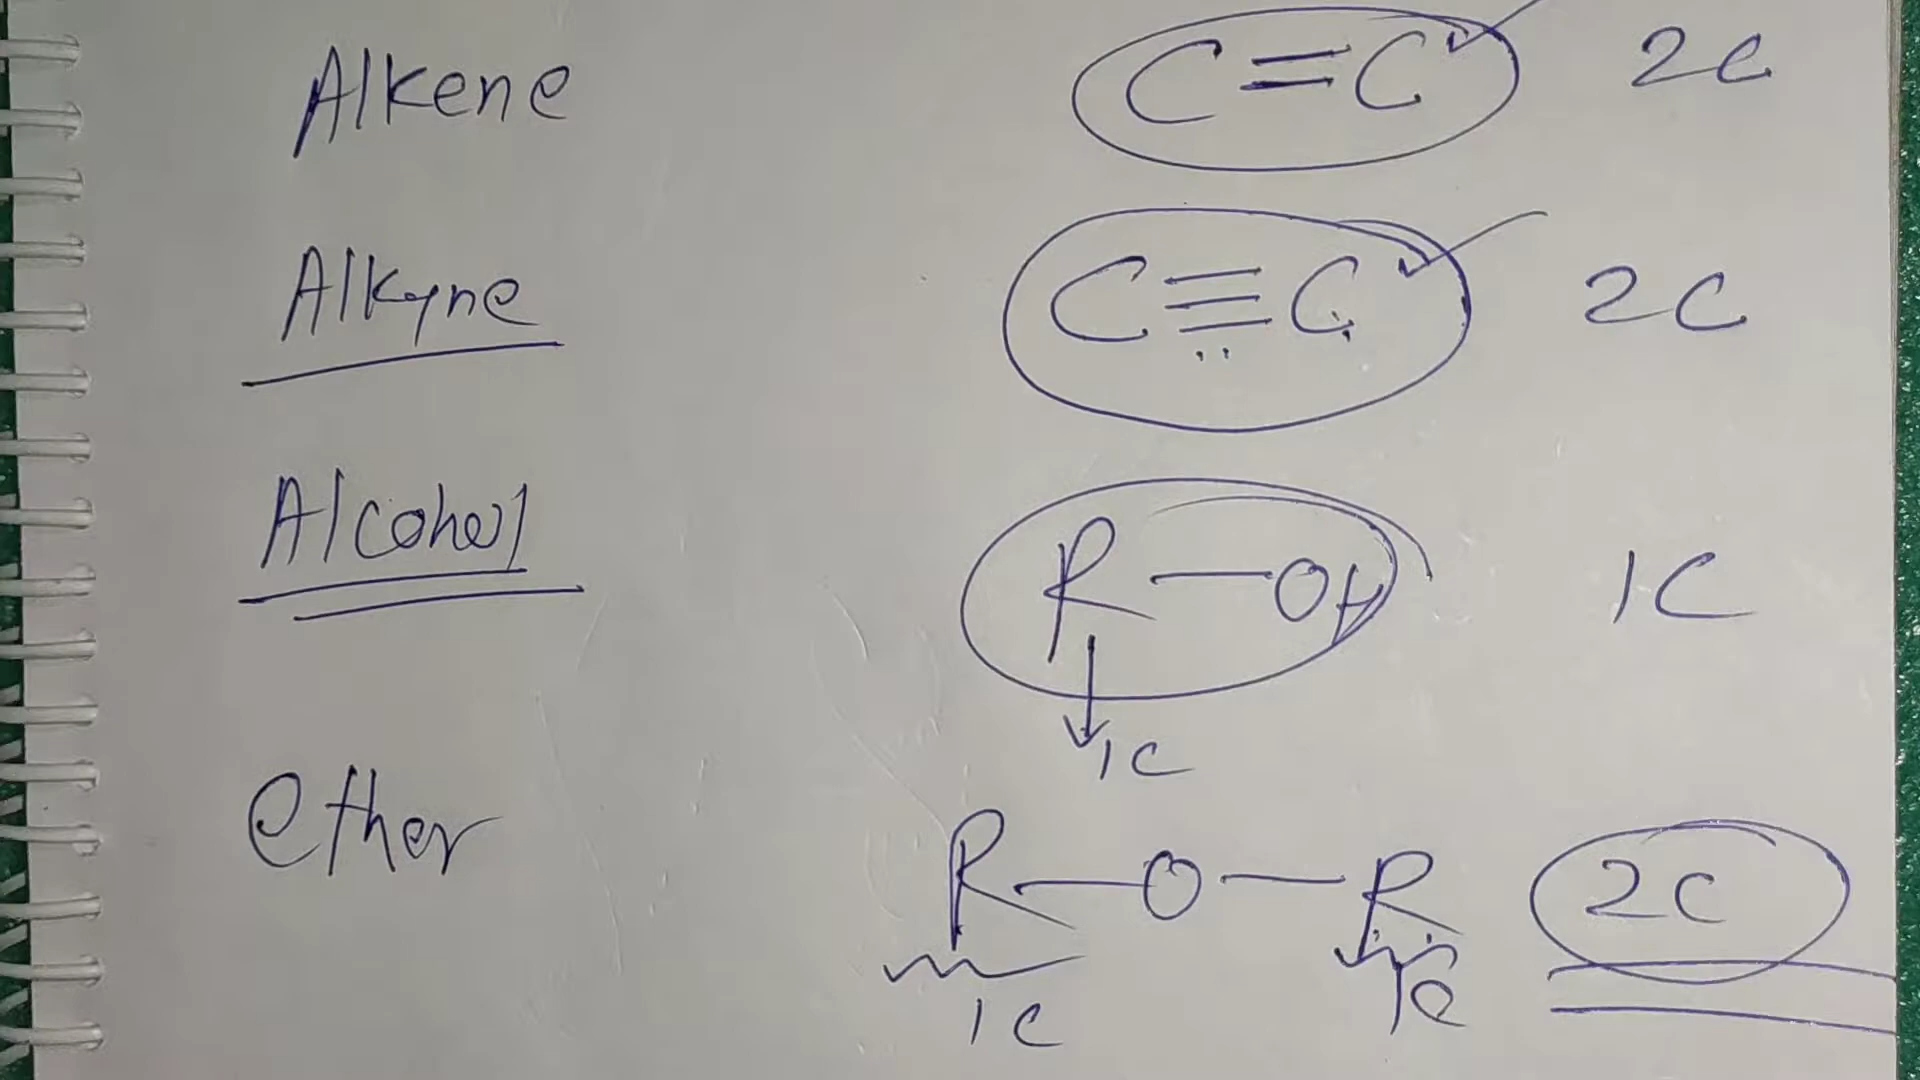 Alkene C=C 2C
Alkyne C≡C 2C
Alcohol R—OH 1C
1C
ether R—O—R 2C
1C 1C